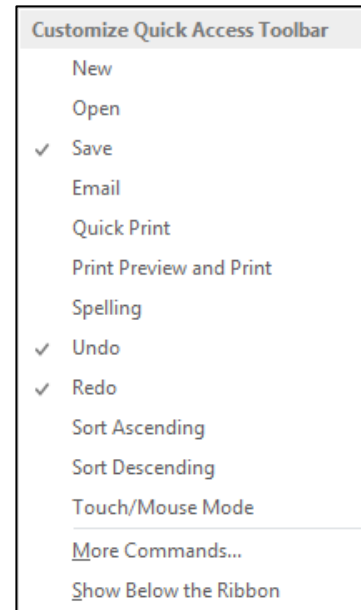 Customize Quick Access Toolbar
New
Open
Save
Email
Quick Print
Print Preview and Print
Spelling
Undo
Redo
Sort Ascending
Sort Descending
Touch/Mouse Mode
More Commands...
Show Below the Ribbon